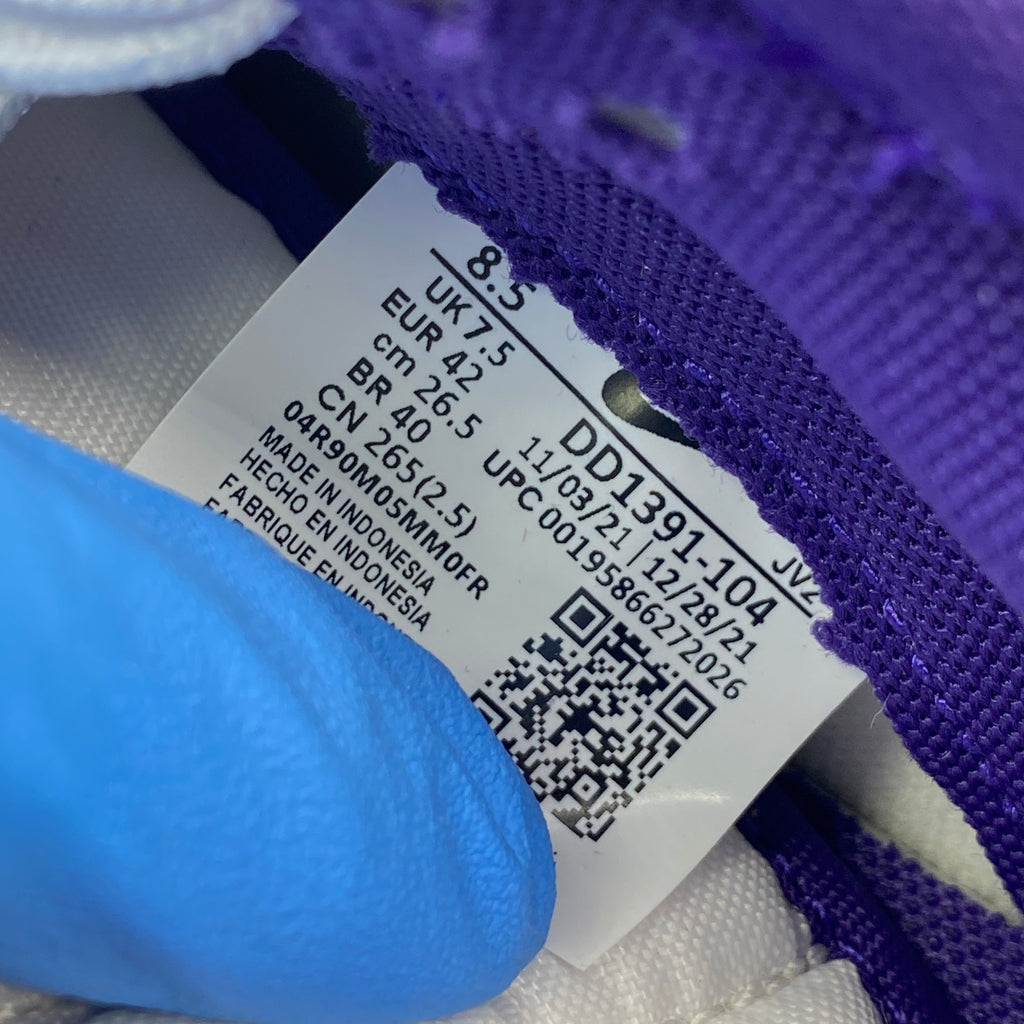 8.5
JV2
UK 7.5
EUR 42
cm 26.5
BR 40
CN 265(2.5)
DD1391-104
11/03/21 | 12/28/21
UPC 00195866272026
04R90M05MM0FR
MADE IN INDONESIA
HECHO EN INDONESIA
FABRIQUE EN